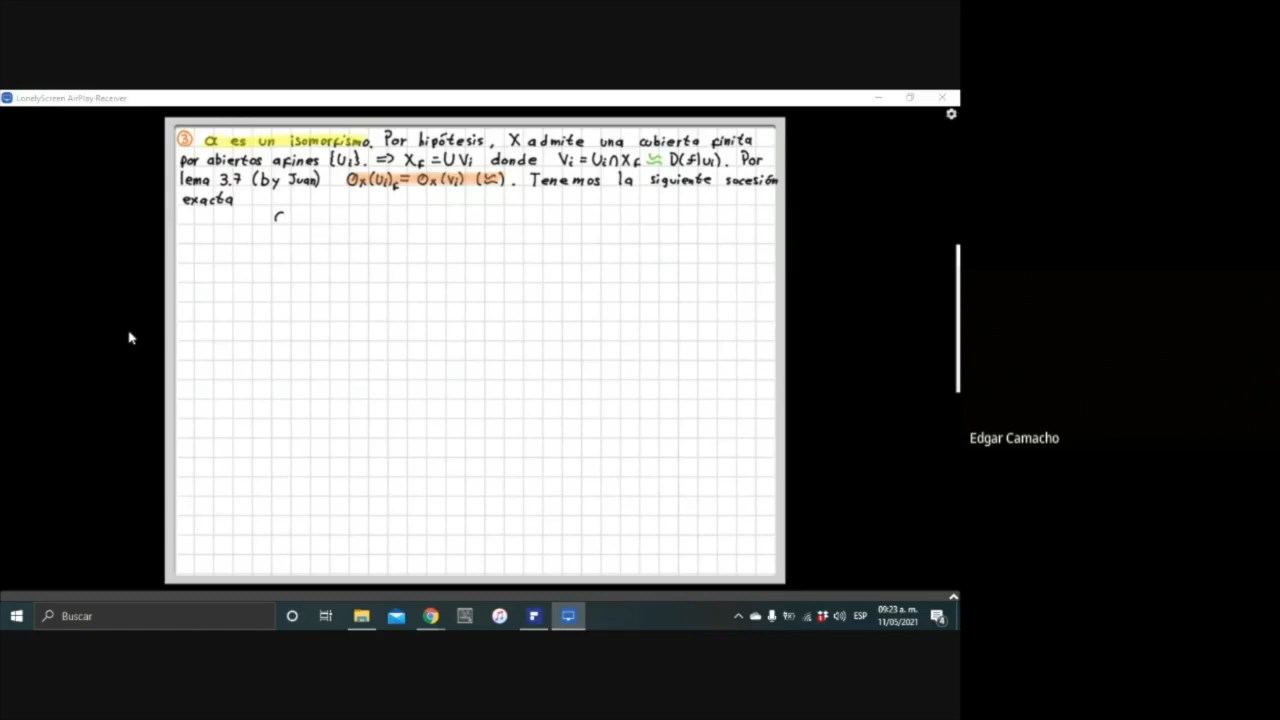 LonelyScreen AirPlay Receiver
③ α es un isomorfismo. Por hipótesis, X admite una cubierta finita
por abiertos afines {Ui}. => Xf = ∪Vi donde Vi = Ui∩Xf ≈ D(f|Ui). Por
lema 3.7 (by Juan) Ox(Ui)f = Ox(Vi) (≈). Tenemos la siguiente sucesión
exacta
Edgar Camacho
Buscar
ESP
09:23 a. m.
11/05/2021
4